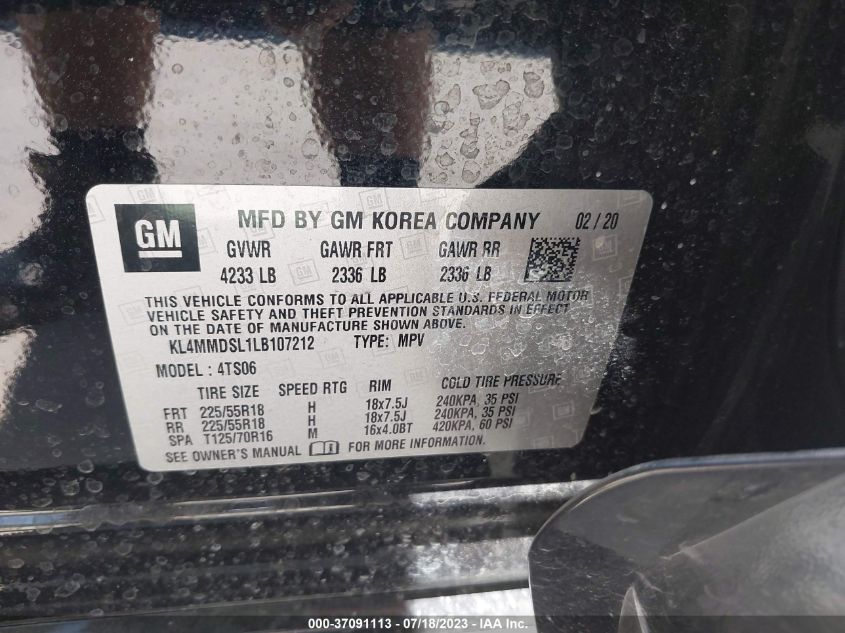 GM MFD BY GM KOREA COMPANY 02/20
GVWR GAWR FRT GAWR RR
4233 LB 2336 LB 2336 LB
THIS VEHICLE CONFORMS TO ALL APPLICABLE U.S. FEDERAL MOTOR
VEHICLE SAFETY AND THEFT PREVENTION STANDARDS IN EFFECT
ON THE DATE OF MANUFACTURE SHOWN ABOVE.
KL4MMDSL1LB107212 TYPE: MPV
MODEL: 4TS06
TIRE SIZE SPEED RTG RIM COLD TIRE PRESSURE
FRT 225/55R18 H 18x7.5J 240KPA, 35 PSI
RR 225/55R18 H 18x7.5J 240KPA, 35 PSI
SPA T125/70R16 M 16x4.0BT 420KPA, 60 PSI
SEE OWNER'S MANUAL FOR MORE INFORMATION.
000-37091113 - 07/18/2023 - IAA Inc.